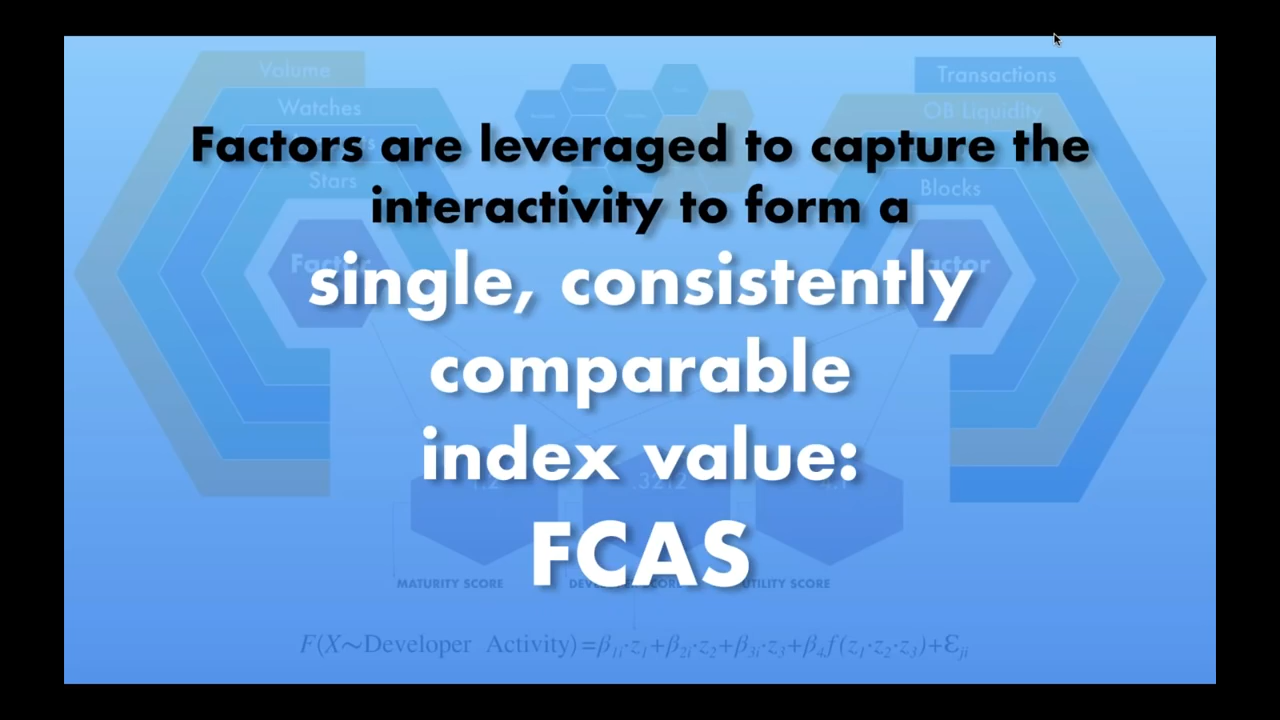 Factors are leveraged to capture the
interactivity to form a
single, consistently
comparable
index value:
FCAS
Volume
Watches
Stars
Factor
Transactions
OB Liquidity
Blocks
MATURITY SCORE
UTILITY SCORE
F(X~Developer Activity)=β₁ᵢ·z₁+β₂ᵢ·z₂+β₃ᵢ·z₃+β₄f(z₁·z₂·z₃)+Ɛⱼᵢ